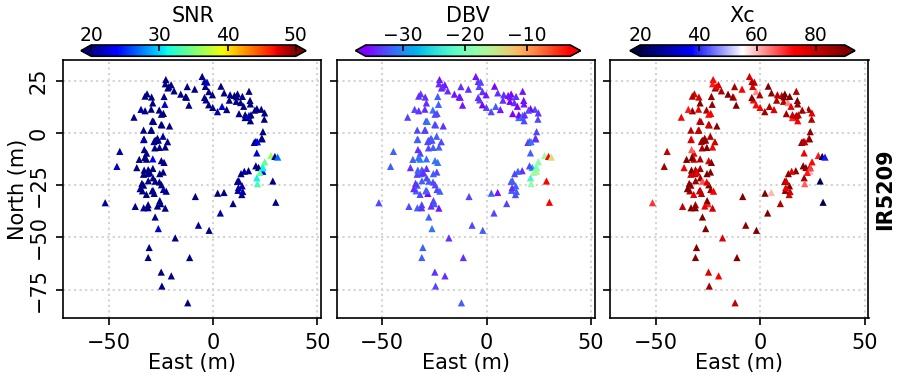 SNR DBV Xc
20 30 40 50 −30 −20 −10 20 40 60 80
25
0
−25
−50
−75
North (m)
IR5209
−50 0 50 −50 0 50 −50 0 50
East (m) East (m) East (m)